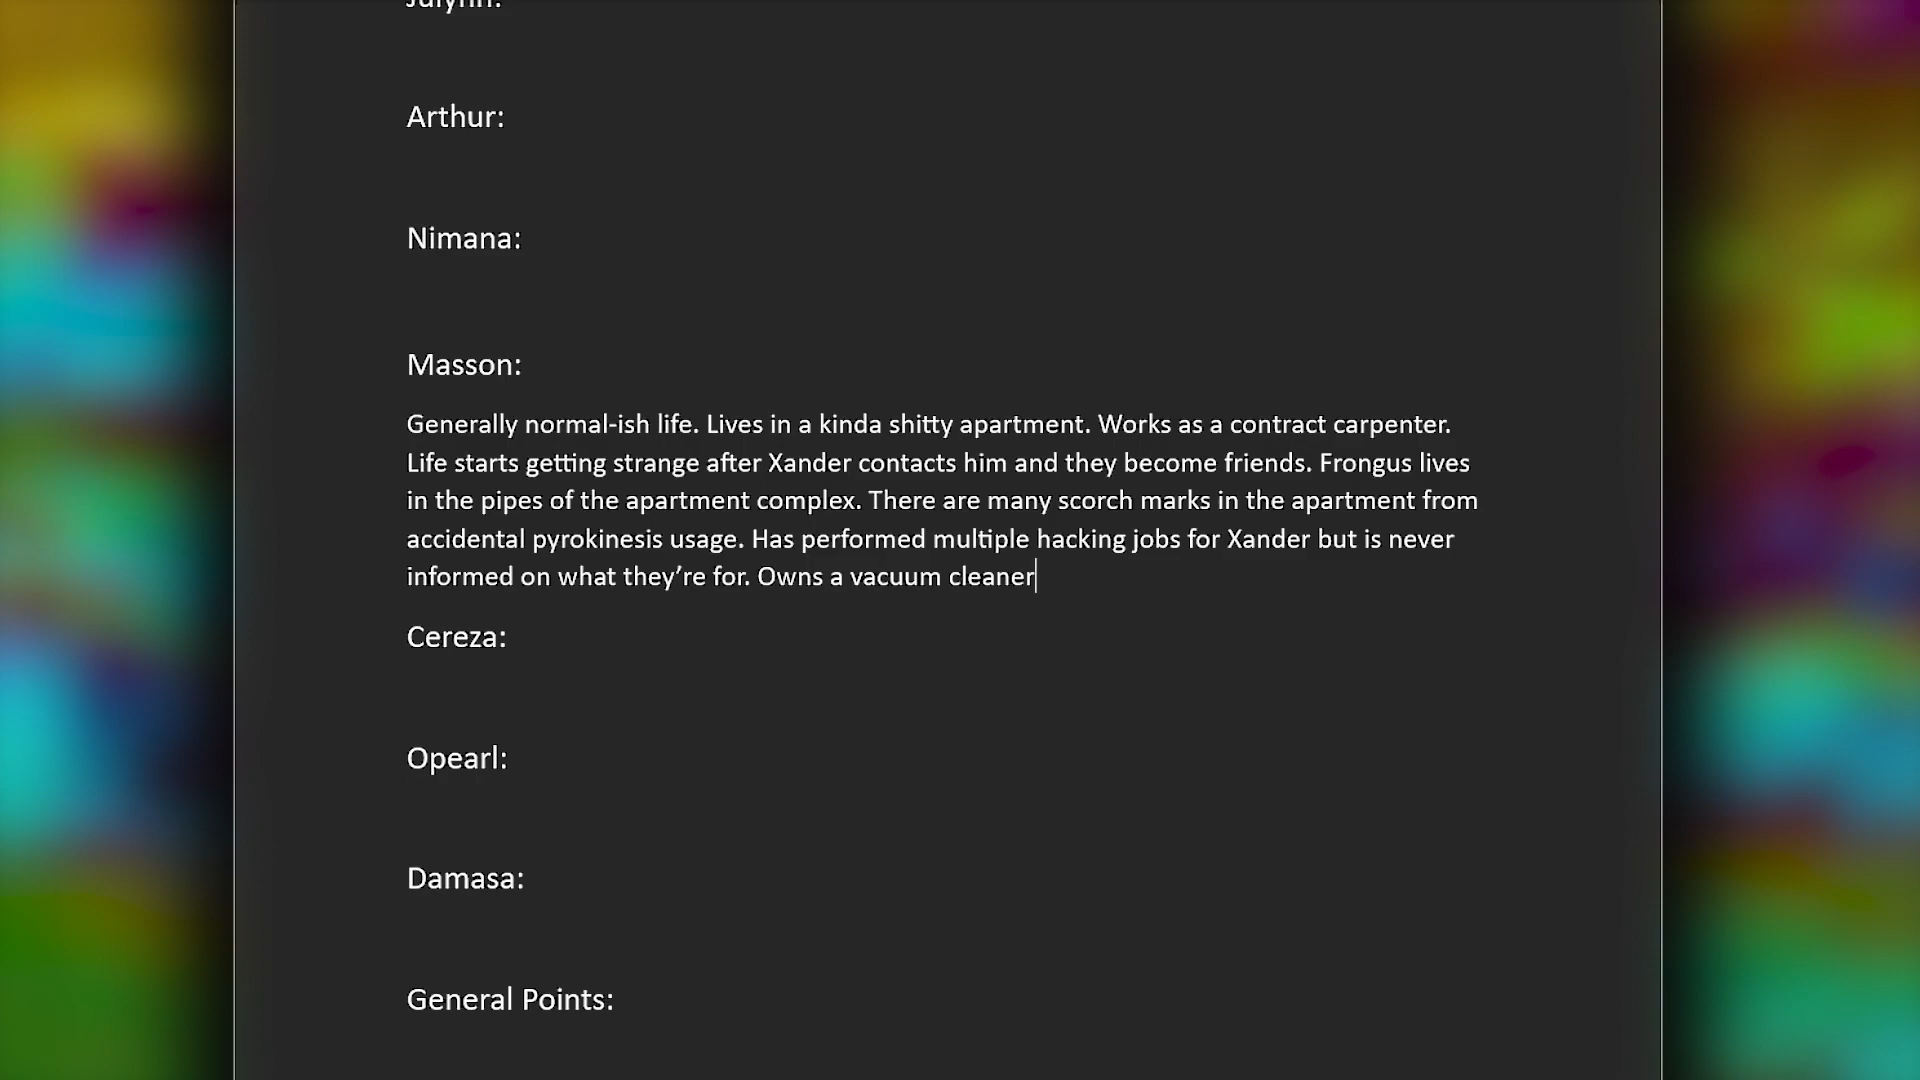 Arthur:
Nimana:
Masson:
Generally normal-ish life. Lives in a kinda shitty apartment. Works as a contract carpenter.
Life starts getting strange after Xander contacts him and they become friends. Frongus lives
in the pipes of the apartment complex. There are many scorch marks in the apartment from
accidental pyrokinesis usage. Has performed multiple hacking jobs for Xander but is never
informed on what they’re for. Owns a vacuum cleaner
Cereza:
Opearl:
Damasa:
General Points: